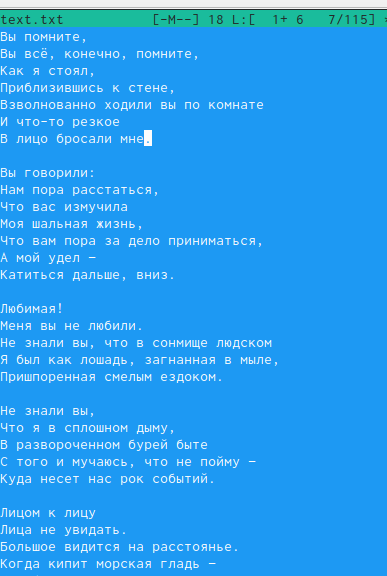 text.txt [-M--] 18 L:[ 1+ 6 7/115]
Вы помните,
Вы всё, конечно, помните,
Как я стоял,
Приблизившись к стене,
Взволнованно ходили вы по комнате
И что-то резкое
В лицо бросали мне.
Вы говорили:
Нам пора расстаться,
Что вас измучила
Моя шальная жизнь,
Что вам пора за дело приниматься,
А мой удел –
Катиться дальше, вниз.
Любимая!
Меня вы не любили.
Не знали вы, что в сонмище людском
Я был как лошадь, загнанная в мыле,
Пришпоренная смелым ездоком.
Не знали вы,
Что я в сплошном дыму,
В развороченном бурей быте
С того и мучаюсь, что не пойму –
Куда несет нас рок событий.
Лицом к лицу
Лица не увидать.
Большое видится на расстоянье.
Когда кипит морская гладь –